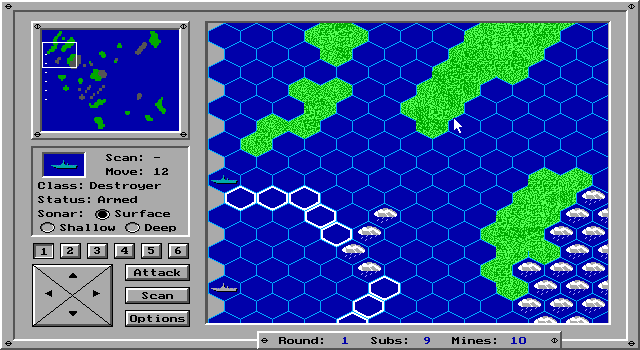 Scan: -
Move: 12
Class: Destroyer
Status: Armed
Sonar: Surface
Shallow Deep
1 2 3 4 5 6
Attack
Scan
Options
Round: 1 Subs: 9 Mines: 10